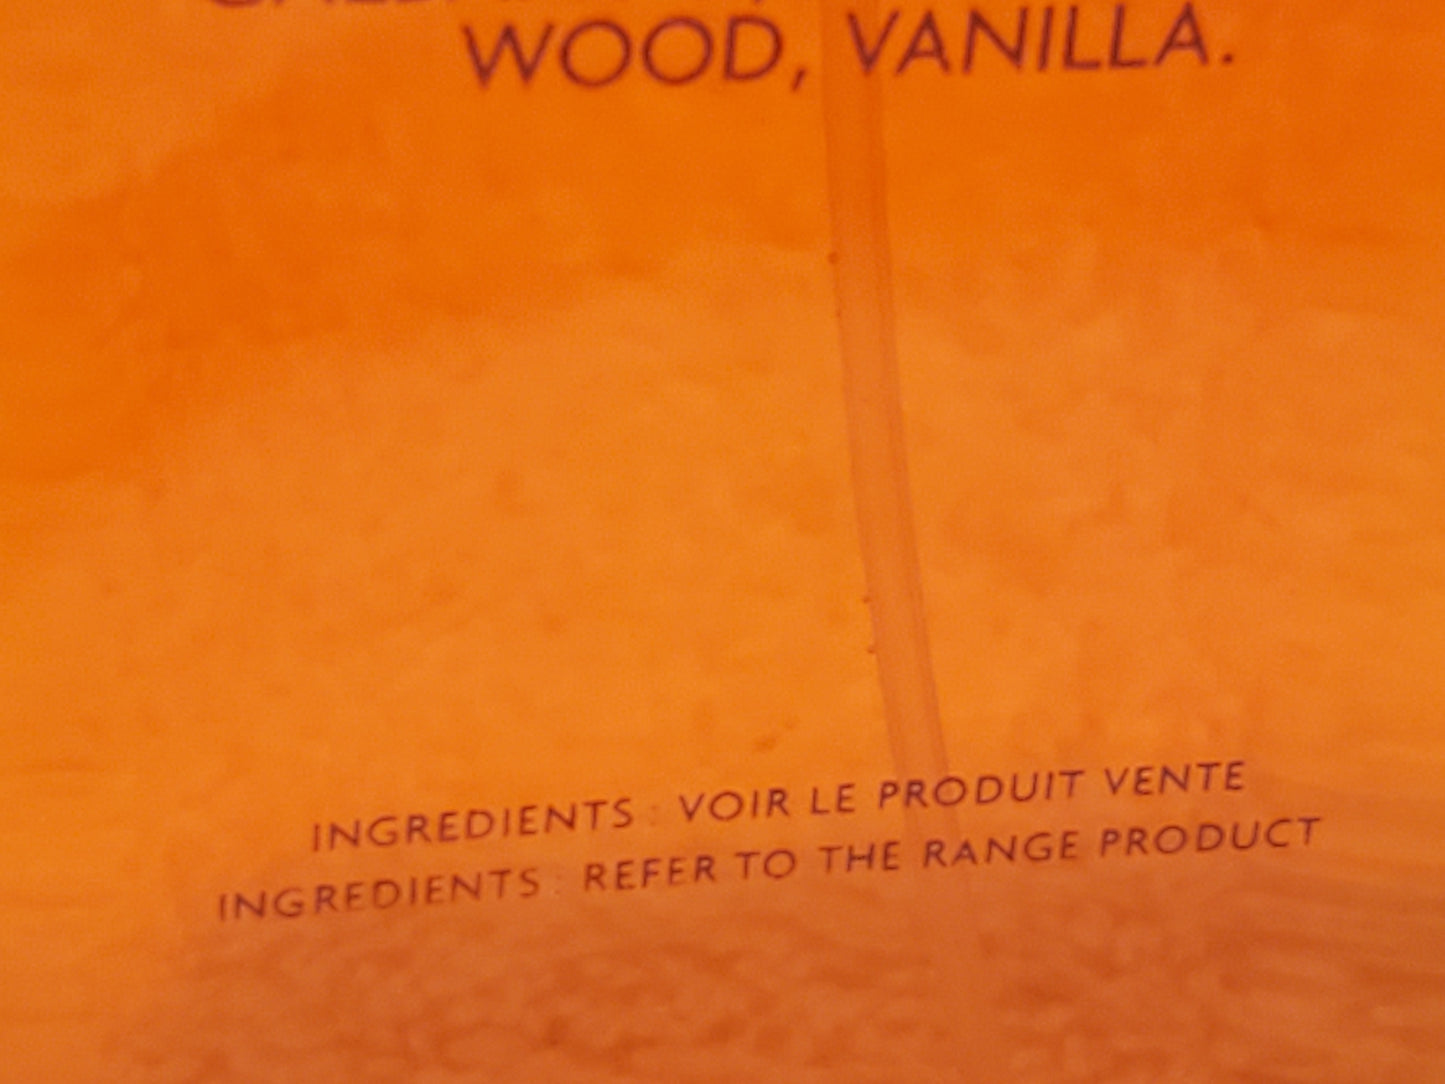 WOOD, VANILLA.
INGREDIENTS : VOIR LE PRODUIT VENTE
INGREDIENTS : REFER TO THE RANGE PRODUCT